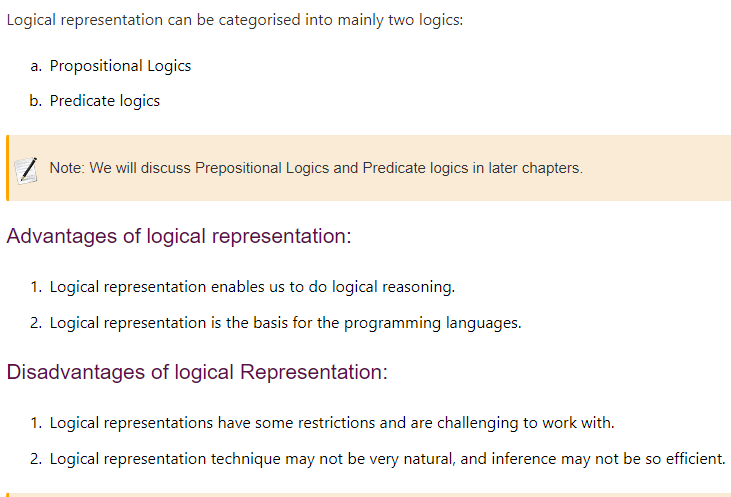 Logical representation can be categorised into mainly two logics:
a. Propositional Logics
b. Predicate logics
Note: We will discuss Prepositional Logics and Predicate logics in later chapters.
Advantages of logical representation:
1. Logical representation enables us to do logical reasoning.
2. Logical representation is the basis for the programming languages.
Disadvantages of logical Representation:
1. Logical representations have some restrictions and are challenging to work with.
2. Logical representation technique may not be very natural, and inference may not be so efficient.